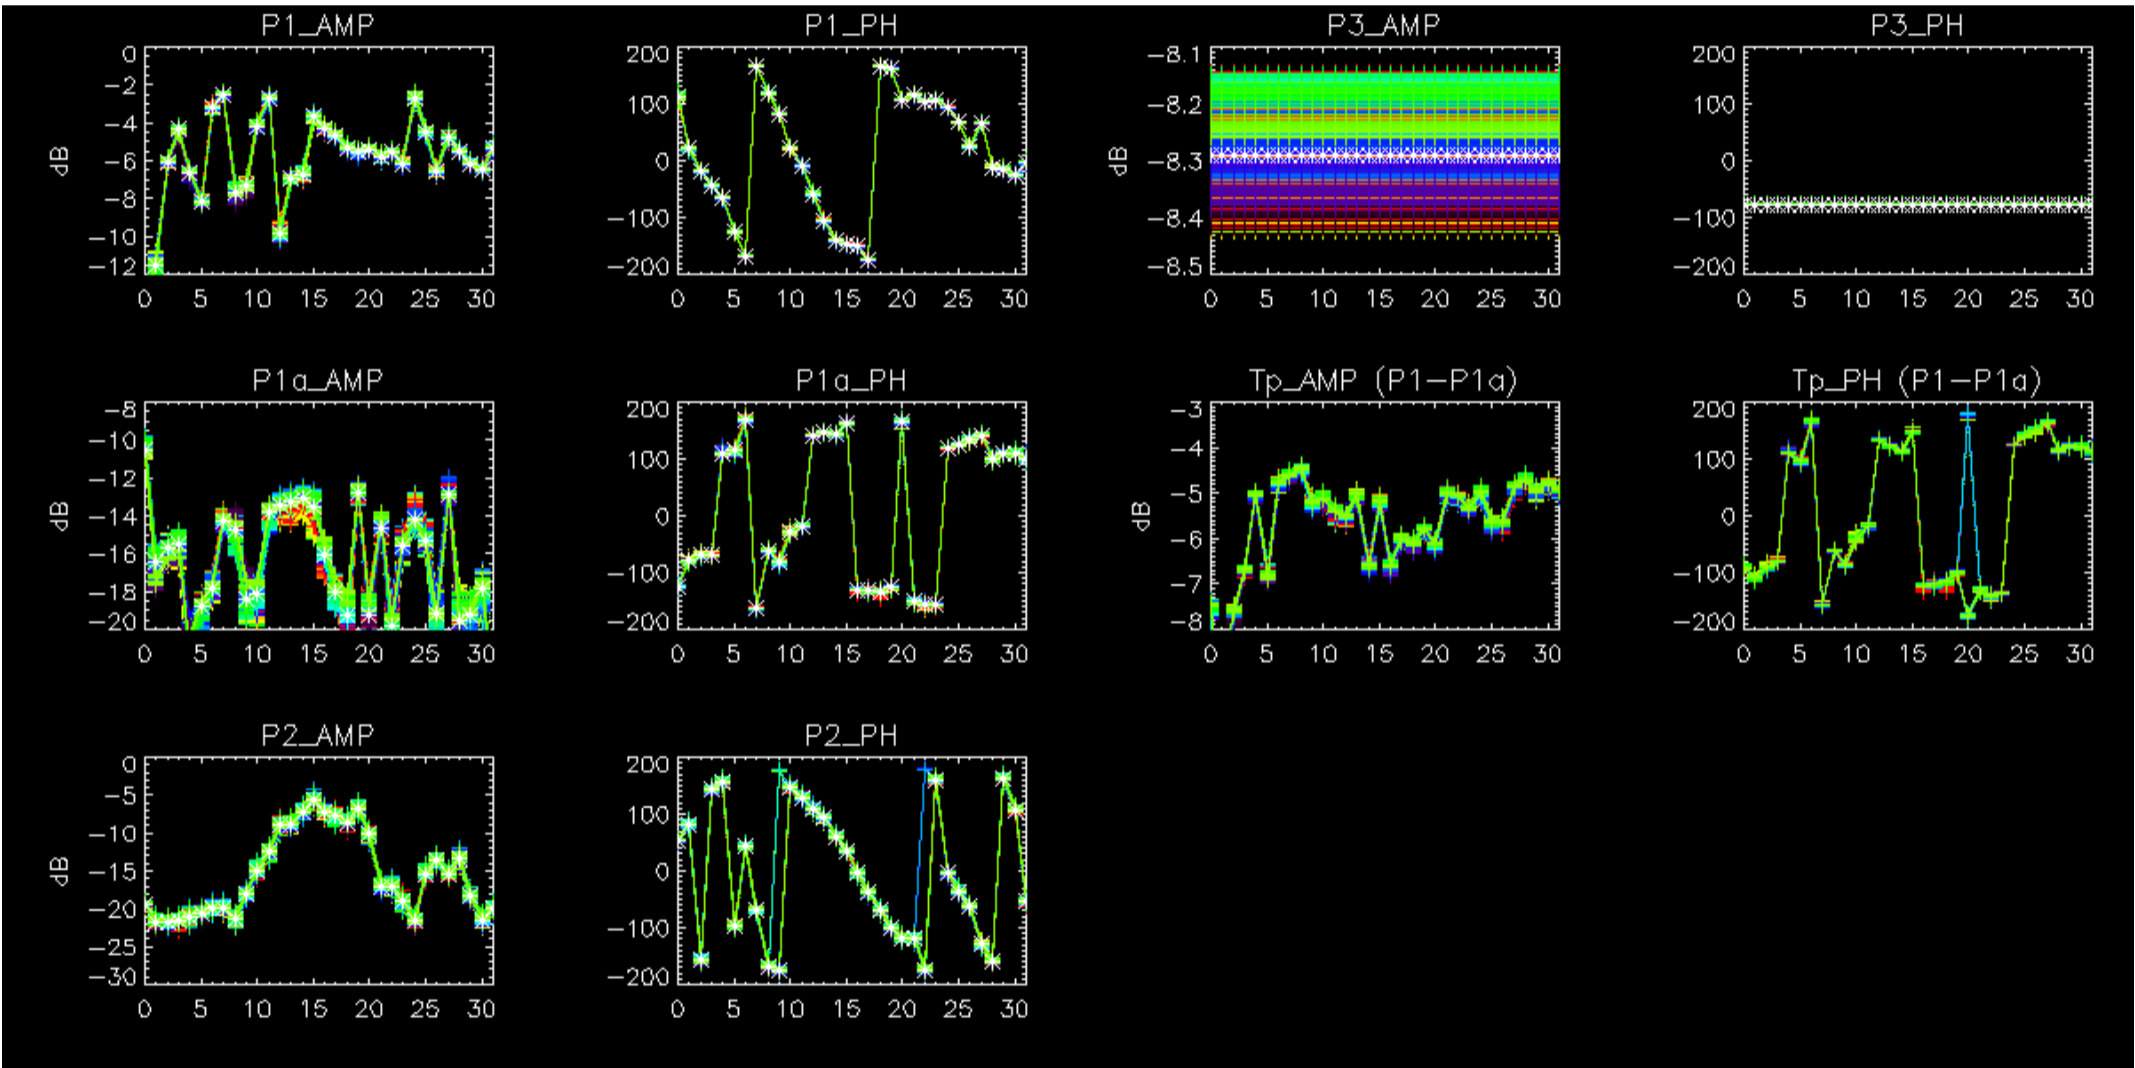 P1_AMP
0
-2
-4
-6
-8
-10
-12
dB
0 5 10 15 20 25 30
P1_PH
200
100
0
-100
-200
0 5 10 15 20 25 30
P3_AMP
-8.1
-8.2
-8.3
-8.4
-8.5
dB
0 5 10 15 20 25 30
P3_PH
200
100
0
-100
-200
0 5 10 15 20 25 30
P1a_AMP
-8
-10
-12
-14
-16
-18
-20
dB
0 5 10 15 20 25 30
P1a_PH
200
100
0
-100
-200
0 5 10 15 20 25 30
Tp_AMP (P1-P1a)
-3
-4
-5
-6
-7
-8
dB
0 5 10 15 20 25 30
Tp_PH (P1-P1a)
200
100
0
-100
-200
0 5 10 15 20 25 30
P2_AMP
0
-5
-10
-15
-20
-25
-30
dB
0 5 10 15 20 25 30
P2_PH
200
100
0
-100
-200
0 5 10 15 20 25 30